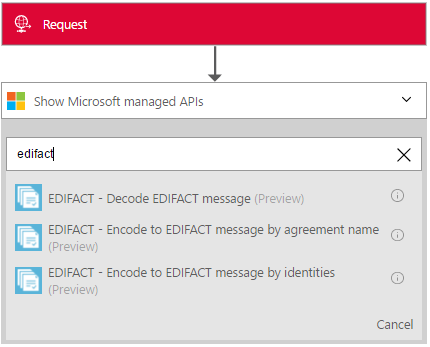 Request
Show Microsoft managed APIs
edifact
EDIFACT - Decode EDIFACT message (Preview)
EDIFACT - Encode to EDIFACT message by agreement name
(Preview)
EDIFACT - Encode to EDIFACT message by identities
(Preview)
Cancel